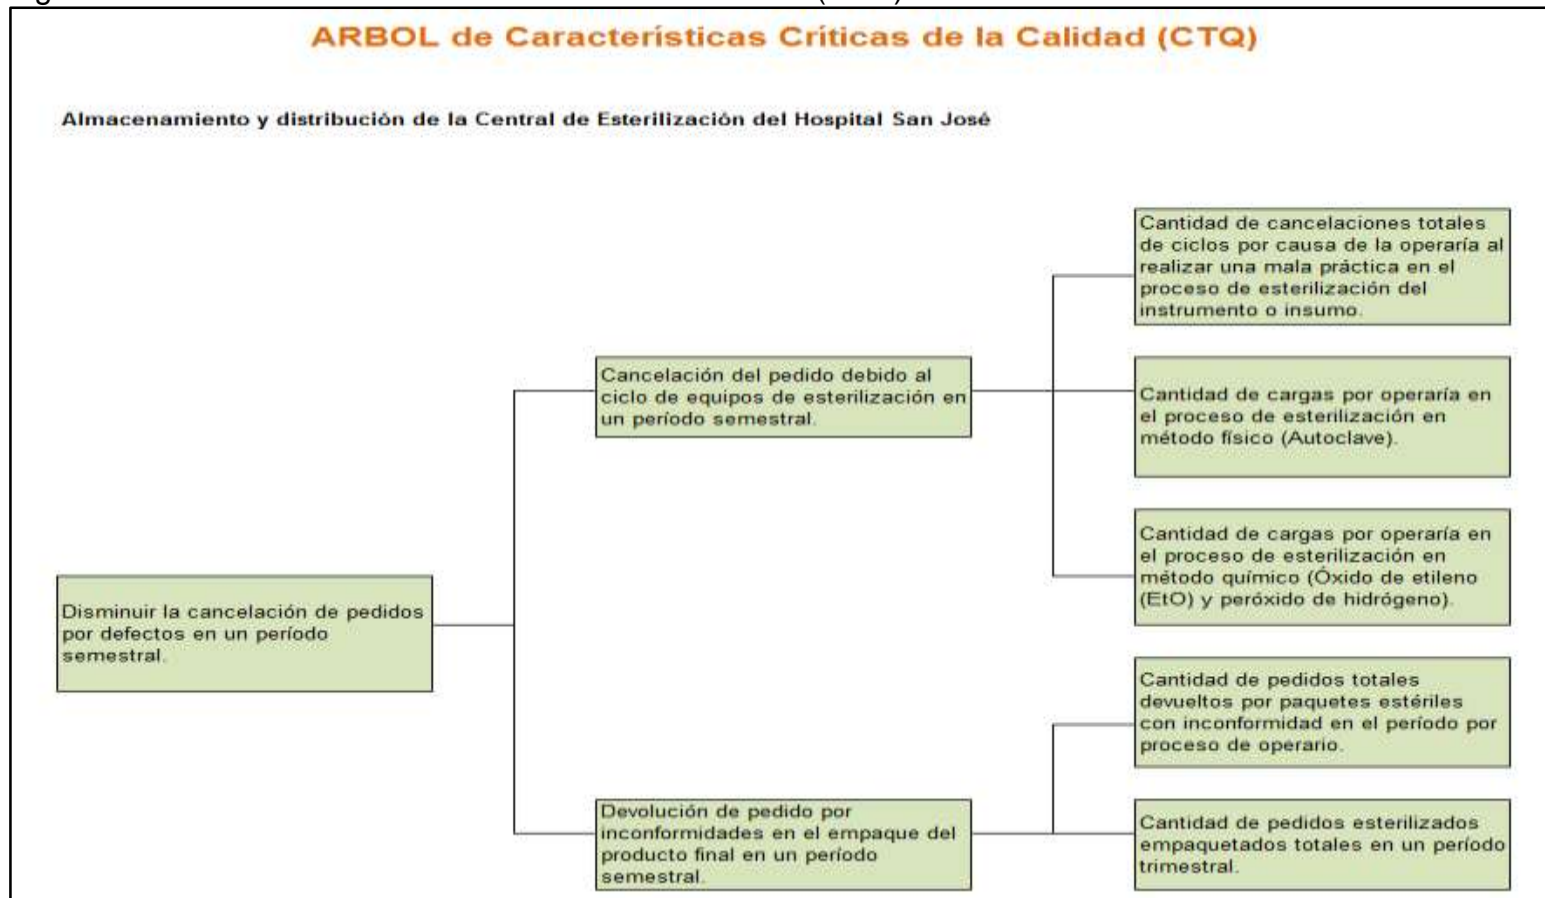 ARBOL de Características Críticas de la Calidad (CTQ)
Almacenamiento y distribución de la Central de Esterilización del Hospital San José
Disminuir la cancelación de pedidos
por defectos en un período
semestral.
Cancelación del pedido debido al
ciclo de equipos de esterilización en
un período semestral.
Cantidad de cancelaciones totales
de ciclos por causa de la operaría al
realizar una mala práctica en el
proceso de esterilización del
instrumento o insumo.
Cantidad de cargas por operaría en
el proceso de esterilización en
método físico (Autoclave).
Cantidad de cargas por operaría en
el proceso de esterilización en
método químico (Óxido de etileno
(EtO) y peróxido de hidrógeno).
Devolución de pedido por
inconformidades en el empaque del
producto final en un período
semestral.
Cantidad de pedidos totales
devueltos por paquetes estériles
con inconformidad en el período por
proceso de operario.
Cantidad de pedidos esterilizados
empaquetados totales en un período
trimestral.